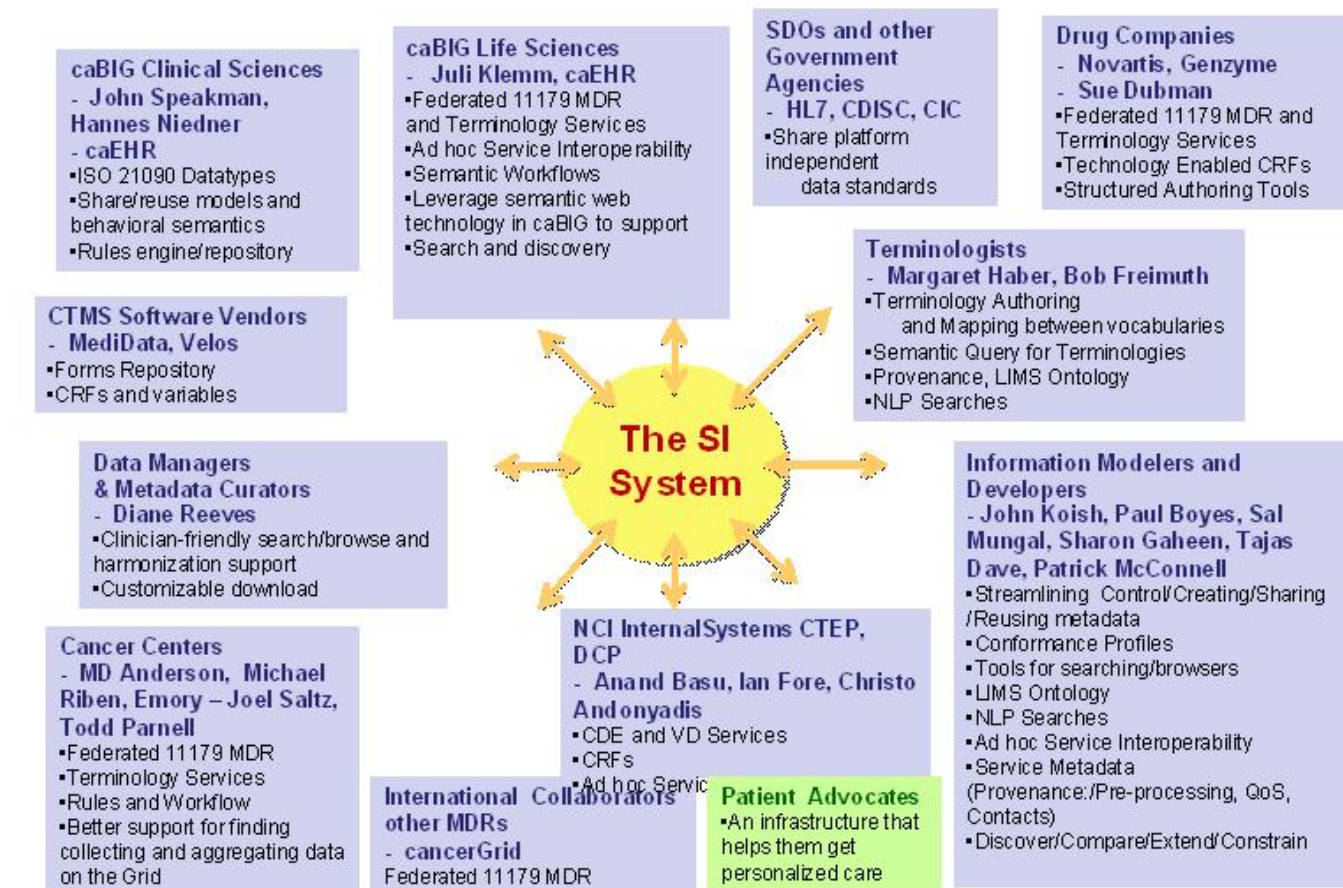 caBIG Clinical Sciences
- John Speakman,
Hannes Niedner
- caEHR
▪ISO 21090 Datatypes
▪Share/reuse models and
behavioral semantics
▪Rules engine/repository
caBIG Life Sciences
- Juli Klemm, caEHR
▪Federated 11179 MDR
and Terminology Services
▪Ad hoc Service Interoperability
▪Semantic Workflows
▪Leverage semantic web
technology in caBIG to support
▪Search and discovery
SDOs and other
Government
Agencies
- HL7, CDISC, CIC
▪Share platform
independent
data standards
Drug Companies
- Novartis, Genzyme
- Sue Dubman
▪Federated 11179 MDR and
Terminology Services
▪Technology Enabled CRFs
▪Structured Authoring Tools
Terminologists
- Margaret Haber, Bob Freimuth
▪Terminology Authoring
and Mapping between vocabularies
▪Semantic Query for Terminologies
▪Provenance, LIMS Ontology
▪NLP Searches
CTMS Software Vendors
- MediData, Velos
▪Forms Repository
▪CRFs and variables
The SI
System
Data Managers
& Metadata Curators
- Diane Reeves
▪Clinician-friendly search/browse and
harmonization support
▪Customizable download
Information Modelers and
Developers
- John Koish, Paul Boyes, Sal
Mungal, Sharon Gaheen, Tajas
Dave, Patrick McConnell
▪Streamlining Control/Creating/Sharing
/Reusing metadata
▪Conformance Profiles
▪Tools for searching/browsers
▪LIMS Ontology
▪NLP Searches
▪Ad hoc Service Interoperability
▪Service Metadata
(Provenance:/Pre-processing, QoS,
Contacts)
▪Discover/Compare/Extend/Constrain
Cancer Centers
- MD Anderson, Michael
Riben, Emory – Joel Saltz,
Todd Parnell
▪Federated 11179 MDR
▪Terminology Services
▪Rules and Workflow
▪Better support for finding
collecting and aggregating data
on the Grid
NCI InternalSystems CTEP,
DCP
- Anand Basu, Ian Fore, Christo
Andonyadis
▪CDE and VD Services
▪CRFs
▪Ad hoc Servic
International Collaborators
other MDRs
- cancerGrid
Federated 11179 MDR
Patient Advocates
▪An infrastructure that
helps them get
personalized care